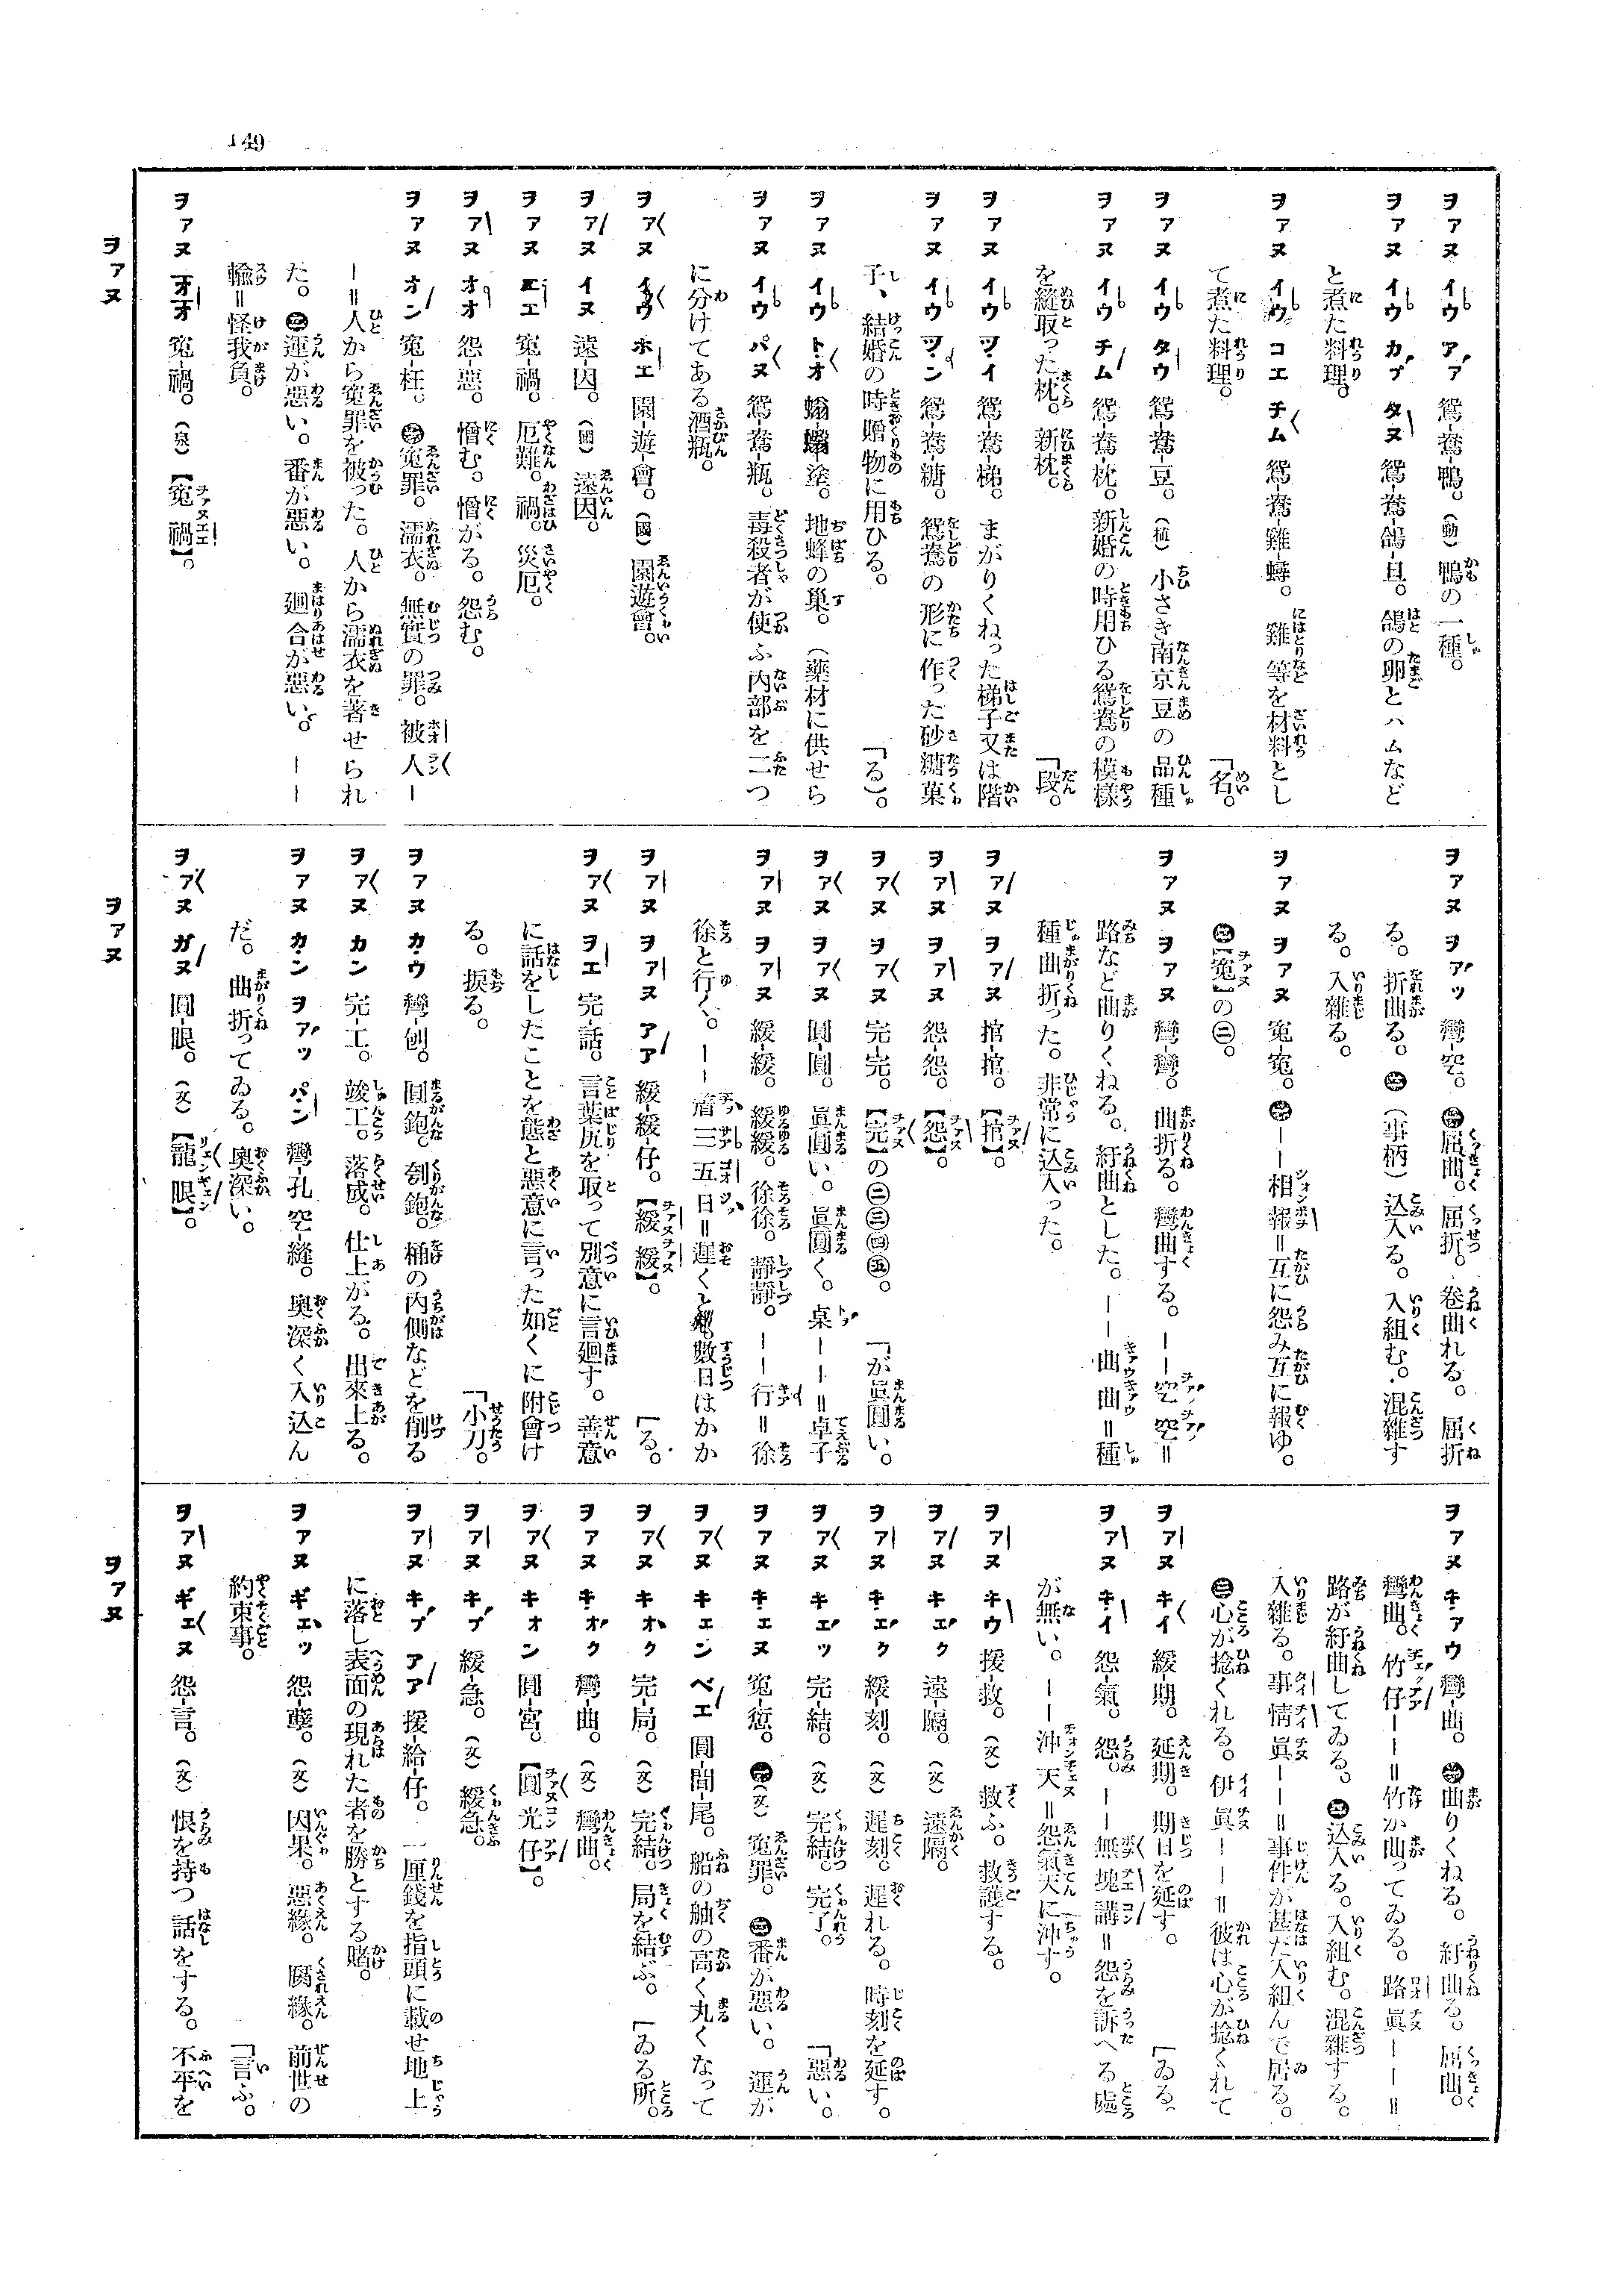 149
ヲァヌ イウ ア'ア 鴛-鴦-鴨。(動) 鴨の一種。
ヲァヌ イウ カプ タヌ 鴛-鴦-鴿-且。 鴿の卵とハムなど
と煮た料理。
ヲァヌ イウ コエ チム 鴛-鴦-雞-蟳。 雞等を材料とし
て煮た料理。 「名。
ヲァヌ イウ タウ 鴛-鴦-豆。(植) 小さき南京豆の品種
ヲァヌ イウ チム 鴛-鴦-枕。 新婚の時用ひる鴛鴦の模樣
を縫取った枕。新枕。 「段。
ヲァヌ イウ ツ・イ 鴛-鴦-梯。 まがりくねった梯子又は階
ヲァヌ イウ ツ・ン 鴛-鴦-糖。 鴛鴦の形に作った砂糖菓
子、結婚の時贈物に用ひる。 「る)。
ヲァヌ イウ ト・オ 塗。 地蜂の巢。(藥材に供せら
ヲァヌ イウ パヌ 鴛-鴦-瓶。 毒殺者が使ふ內部を二つ
に分けてある酒瓶。
ヲァヌ イウ ホエ 園-遊-會。(國) 園遊會。
ヲァヌ イヌ 遠-因。(國) 遠因。
ヲァヌ エエ 寃-禍。 厄難。禍。災厄。
ヲァヌ オオ 怨-惡。 憎む。憎がる。怨む。
ヲァヌ オン 寃-枉。 ㊀寃罪。濡衣。無實の罪。被人ー
ー＝人から寃罪を被った。人から濡衣を著せられ
た。㊁運が惡い。番が惡い。廻合が惡い。ーー
輸＝怪我負。
ヲァヌ オオ 寃-禍。(泉)【寃禍】。
ヲァヌ ヲァ'ッ 彎-空。 ㊀屈曲。屈折。卷曲れる。屈折
る。折曲る。㊁(事柄)込入る。入組む。混雜す
る。入雜る。
ヲァヌ ヲァヌ 寃寃。 ㊀ーー相報＝互に怨み互に報ゆ。
㊁【寃】の㊁。
ヲァヌ ヲァヌ 彎-彎。 曲折る。彎曲する。ーー空空＝
路など曲りくねる。紆曲とした。ーー曲曲＝種
種曲折った。非常に込入った。
ヲァヌ ヲァヌ 捾-捾。【捾】。
ヲァヌ ヲァヌ 怨-怨。【怨】。
ヲァヌ ヲァヌ 完-完。【完】の㊁㊂㊃㊄。 「が眞圓い。
ヲァヌ ヲァヌ 圓-圓。 眞圓い。眞圓く。桌ーー＝卓子
ヲァヌ ヲァヌ 緩-緩。 緩緩。徐徐。靜靜。ーー行＝徐
徐と行く。ーー三五日＝遲くも數日はかか
ヲァヌ ヲァヌ アア 緩-緩-仔。【緩緩】。 「る。
ヲァヌ ヲエ 完-話。 言葉尻を取って別意に言廻す。善意
に話をしたことを態と惡意に言った如くに附會け
る。捩る。 「小刀。
ヲァヌ カ・ウ 彎-刨。 圓鉋。刳鉋。桶の內側などを削る
ヲァヌ カン 完-工。 竣工。落成。仕上がる。出來上る。
ヲァヌ カ・ン ヲァ'ッ パ・ン 彎-孔-空-縫。 奧深く入込ん
だ。曲折ってゐる。奧深い。
ヲァヌ ガヌ 圓-眼。(文)【龍眼】。
ヲァヌ キ・アウ 彎-曲。 ㊀曲りくねる。紆曲る。屈曲。
彎曲。竹仔ーー＝竹が曲ってゐる。路眞ーー＝
路が紆曲してゐる。㊁込入る。入組む。混雜する。
入雜る。事情眞ーー＝事件が甚だ入組んで居る。
㊂心が捻くれる。伊眞ーー＝彼は心が捻くれて
ヲァヌ キイ 緩-期。 延期。期日を延す。 「ゐる。
ヲァヌ キ・イ 怨-氣。 怨。ーー無塊講＝怨を訴へる處
が無い。ーー沖天＝怨氣天に沖す。
ヲァヌ キウ 援-救。(文) 救ふ。救護する。
ヲァヌ キェ'ク 遠-隔。(文) 遠隔。
ヲァヌ キ・ェ'ク 緩-刻。(文) 遲刻。遲れる。時刻を延す。
ヲァヌ キェ'ッ 完-結。(文) 完結。完了。 「惡い。
ヲァヌ キ・ェヌ 寃-愆。 ㊀(文)寃罪。㊁番が惡い。運が
ヲァヌ キェン ベエ 圓-間-尾。 船の舳の高く丸くなって
ヲァヌ キォ'ク 完-局。(文) 完結。局を結ぶ。 「ゐる所。
ヲァヌ キ・ォ'ク 彎-曲。(文) 彎曲。
ヲァヌ キォン 圓-宮。【圓光仔】。
ヲァヌ キ'プ 緩-急。(文) 緩急。
ヲァヌ キ'プ アア 援-給-仔。 一厘錢を指頭に載せ地上
に落し表面の現れた者を勝とする賭。
ヲァヌ ギェッ 怨-孽。(文) 因果。惡緣。腐緣。前世の
約束事。 「言ふ。
ヲァヌ ギェヌ 怨-言。(文) 恨を持つ話をする。不平を
ヲァヌ
ヲァヌ
ヲァヌ